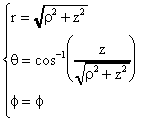 r = √(ρ² + z²)
θ = cos⁻¹(z / √(ρ² + z²))
ϕ = ϕ